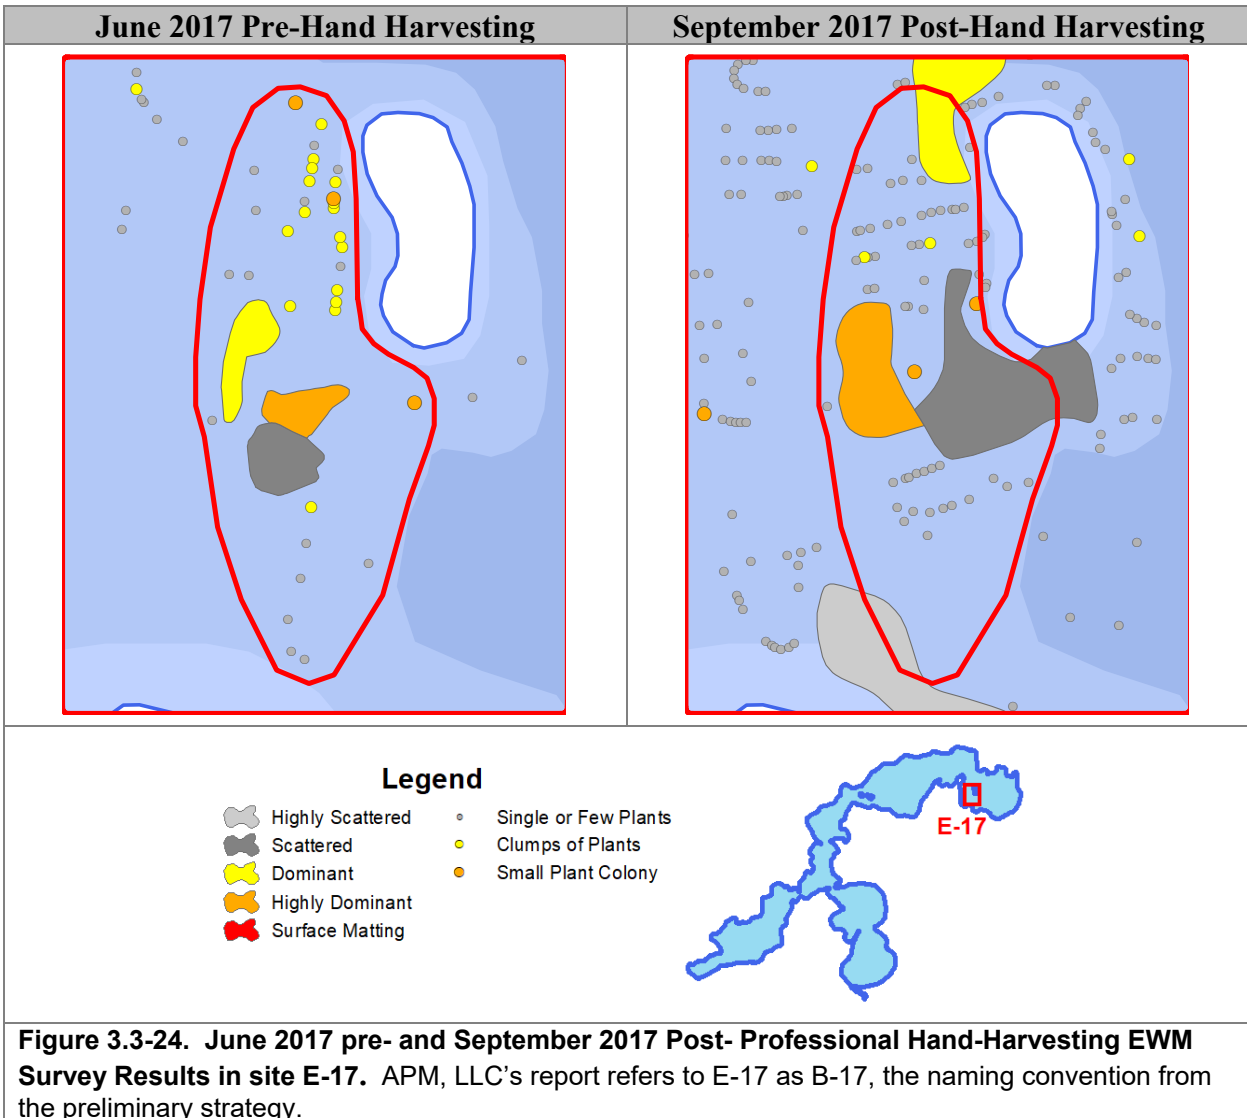 June 2017 Pre-Hand Harvesting
September 2017 Post-Hand Harvesting
Legend
Highly Scattered
Scattered
Dominant
Highly Dominant
Surface Matting
Single or Few Plants
Clumps of Plants
Small Plant Colony
E-17
Figure 3.3-24. June 2017 pre- and September 2017 Post- Professional Hand-Harvesting EWM
Survey Results in site E-17. APM, LLC's report refers to E-17 as B-17, the naming convention from
the preliminary strategy.